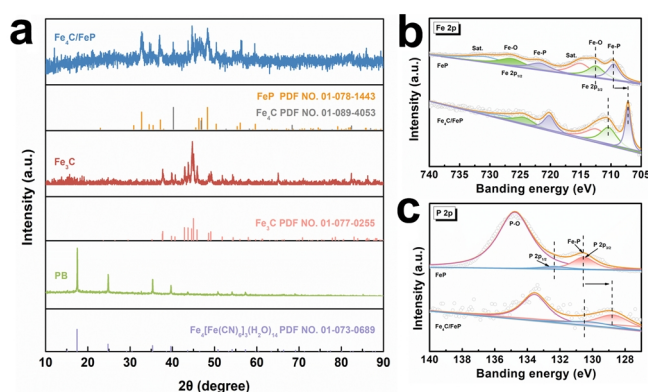 a
Fe₄C/FeP
FeP PDF NO. 01-078-1443
Fe₄C PDF NO. 01-089-4053
Fe₃C
Fe₃C PDF NO. 01-077-0255
PB
Fe₄[Fe(CN)₆]₃(H₂O)₁₄ PDF NO. 01-073-0689
10 20 30 40 50 60 70 80 90
2θ (degree)
Intensity (a.u.)
b
Fe 2p
Sat. Fe-O Fe-P Sat. Fe-O Fe-P
FeP Fe 2p₁/₂ Fe 2p₃/₂
Fe₄C/FeP
740 735 730 725 720 715 710 705
Banding energy (eV)
Intensity (a.u.)
c
P 2p
P-O
Fe-P
P 2p₁/₂ P 2p₃/₂
FeP
Fe₄C/FeP
140 138 136 134 132 130 128
Banding energy (eV)
Intensity (a.u.)